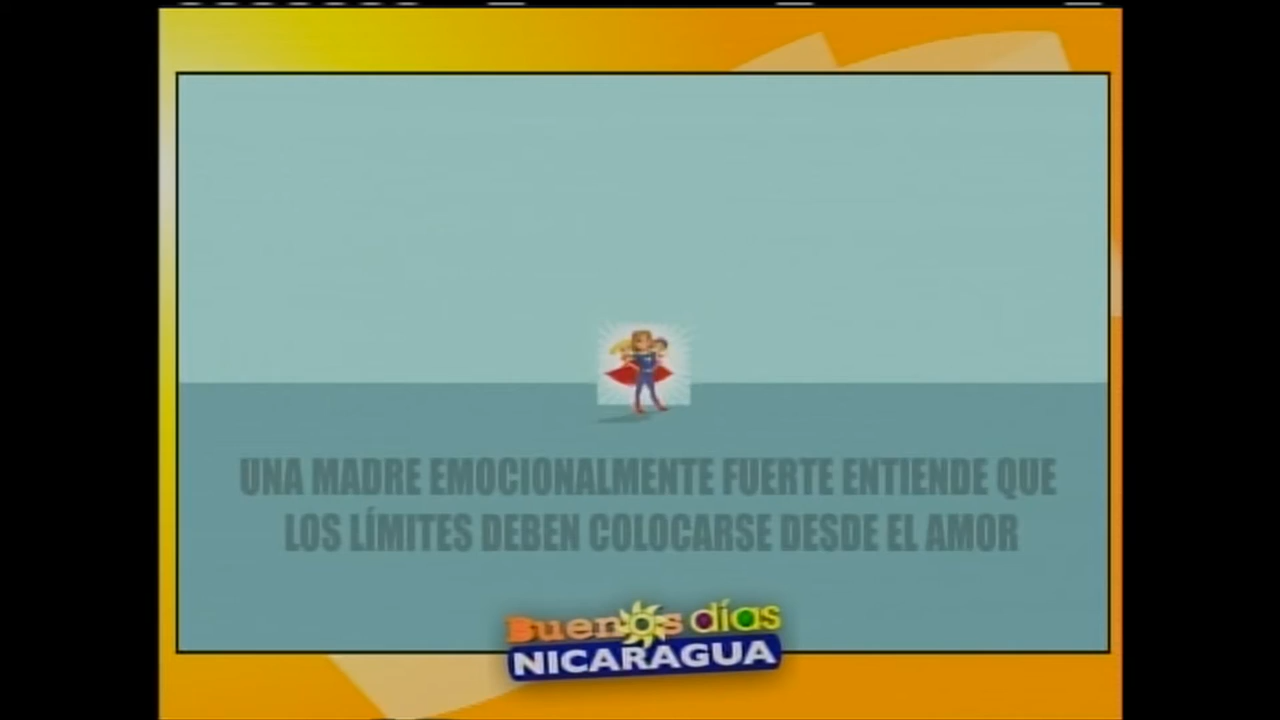 UNA MADRE EMOCIONALMENTE FUERTE ENTIENDE QUE
LOS LÍMITES DEBEN COLOCARSE DESDE EL AMOR
Buenos días
NICARAGUA